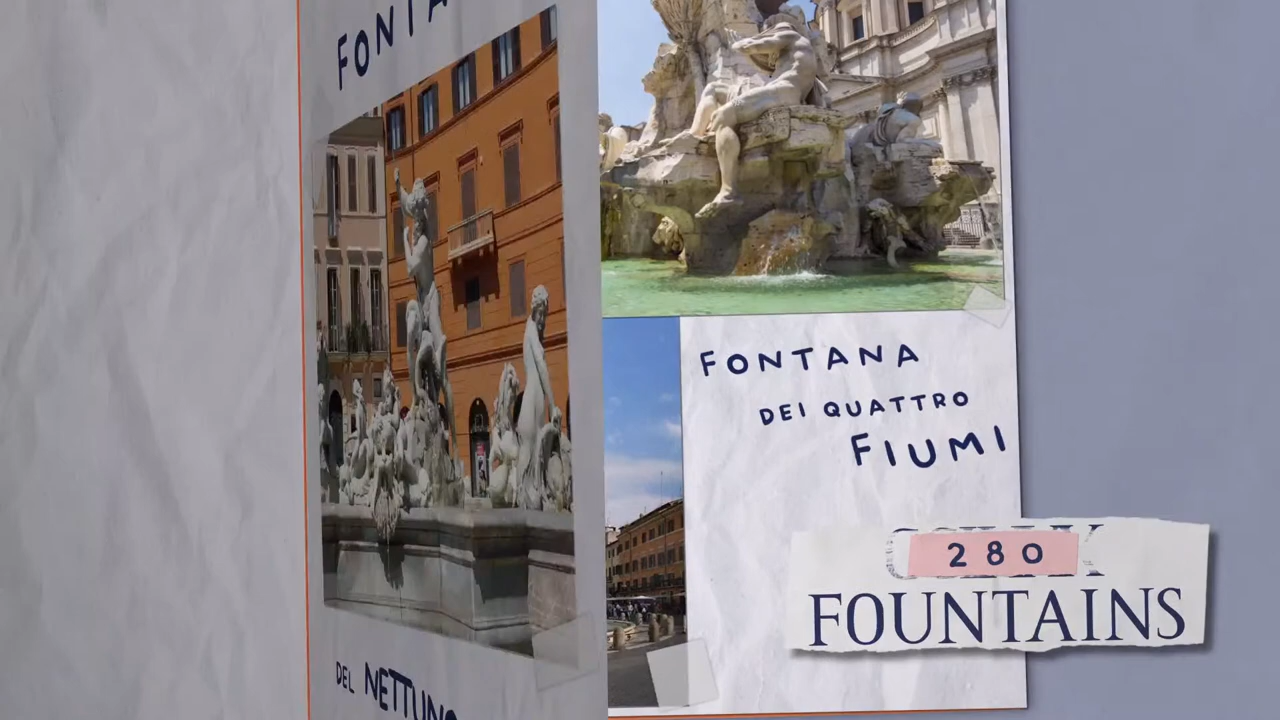 FONTA
DEL NETTUNO
FONTANA
DEI QUATTRO
FIUMI
280
FOUNTAINS